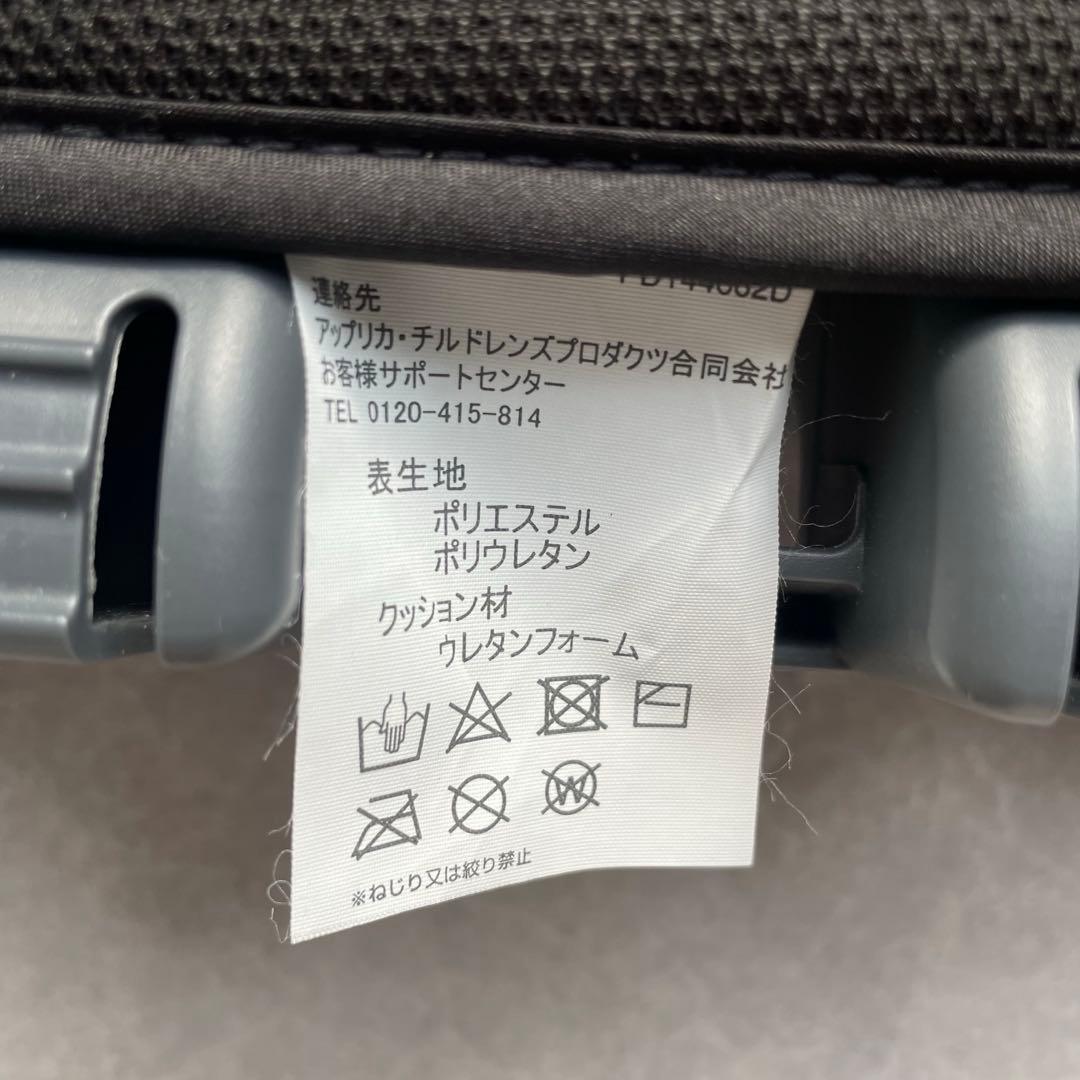 連絡先
アップリカ・チルドレンズプロダクツ合同会社
お客様サポートセンター
TEL 0120-415-814
表生地
ポリエステル
ポリウレタン
クッション材
ウレタンフォーム
W
※ねじり又は絞り禁止